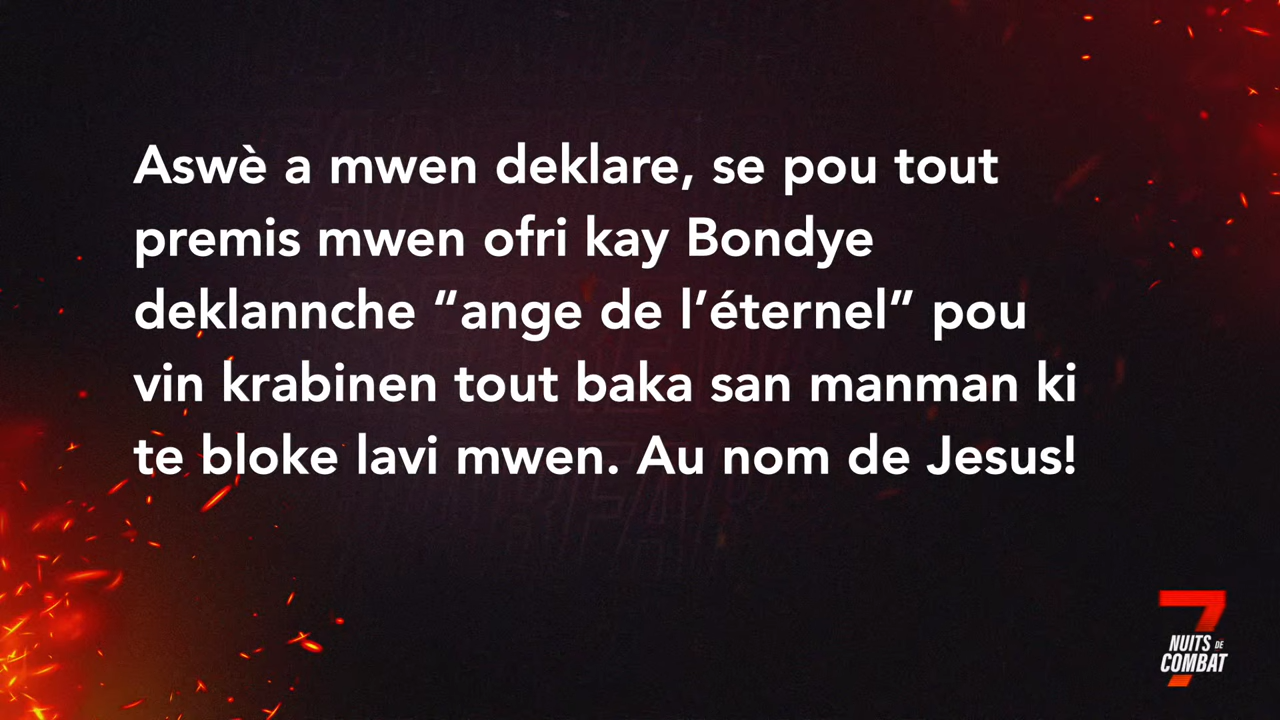 Aswè a mwen deklare, se pou tout
premis mwen ofri kay Bondye
deklannche “ange de l’éternel” pou
vin krabinen tout baka san manman ki
te bloke lavi mwen. Au nom de Jesus!
7
NUITS DE
COMBAT